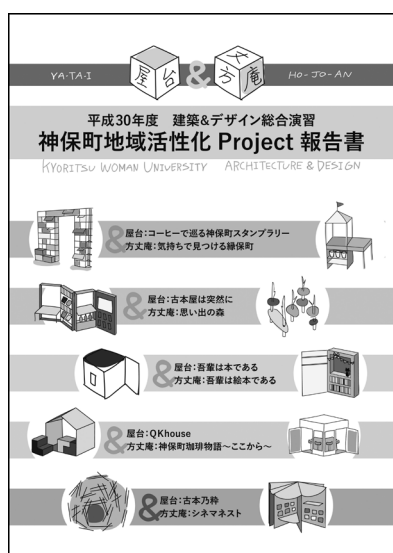 屋台
&
方丈庵
YA-TA-I
HO-JO-AN
平成30年度 建築&デザイン総合演習
神保町地域活性化 Project 報告書
KYORITSU WOMAN UNIVERSITY ARCHITECTURE & DESIGN
&
屋台：コーヒーで巡る神保町スタンプラリー
方丈庵：気持ちで見つける縁保町
&
屋台：古本屋は突然に
方丈庵：思い出の森
&
屋台：吾輩は本である
方丈庵：吾輩は絵本である
&
屋台：QKhouse
方丈庵：神保町珈琲物語〜ここから〜
&
屋台：古本乃粋
方丈庵：シネマネスト